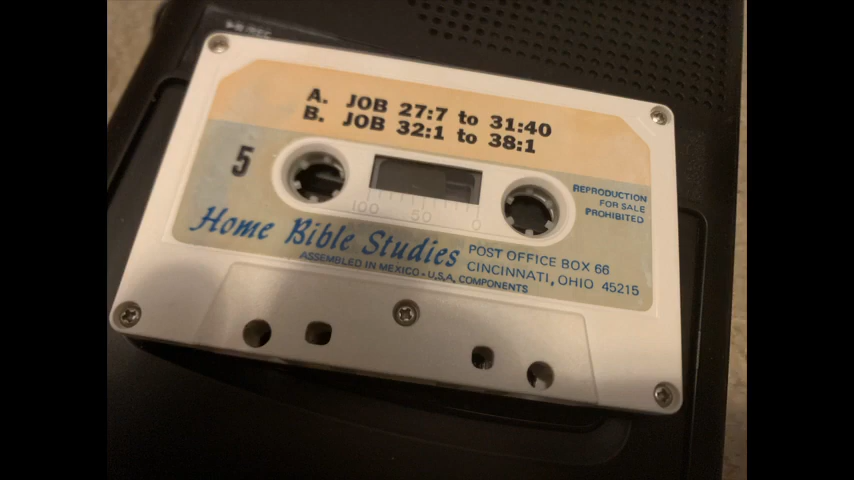 A. JOB 27:7 to 31:40
B. JOB 32:1 to 38:1
5
100 50 0
REPRODUCTION
FOR SALE
PROHIBITED
Home Bible Studies
POST OFFICE BOX 66
CINCINNATI, OHIO 45215
ASSEMBLED IN MEXICO - U.S.A. COMPONENTS